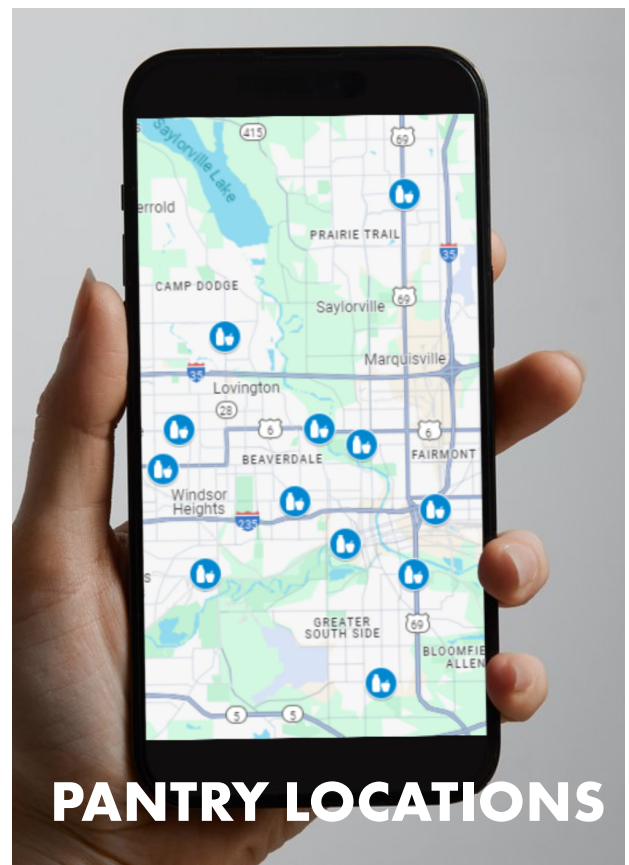 Saylorville Lake
415
69
errold
PRAIRIE TRAIL
35
CAMP DODGE
Saylorville
69
Marquisville
35
Lovington
28
6
6
BEAVERDALE
FAIRMONT
Windsor
Heights
235
s
GREATER
SOUTH SIDE
69
BLOOMFIE
ALLEN
5
5
PANTRY LOCATIONS